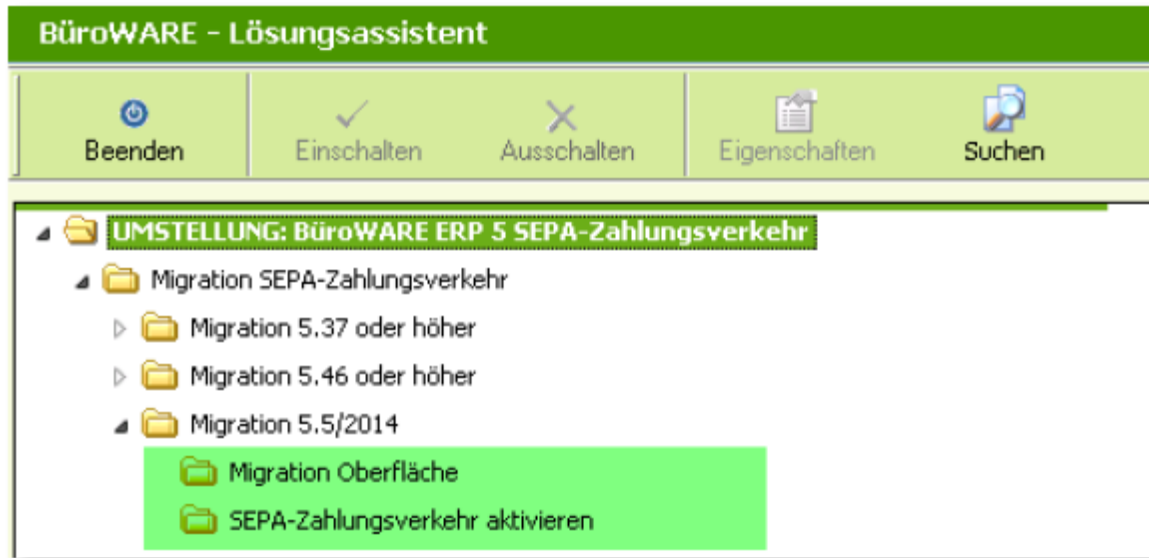 BüroWARE - Lösungsassistent
Beenden Einschalten Ausschalten Eigenschaften Suchen
UMSTELLUNG: BüroWARE ERP 5 SEPA-Zahlungsverkehr
Migration SEPA-Zahlungsverkehr
Migration 5.37 oder höher
Migration 5.46 oder höher
Migration 5.5/2014
Migration Oberfläche
SEPA-Zahlungsverkehr aktivieren